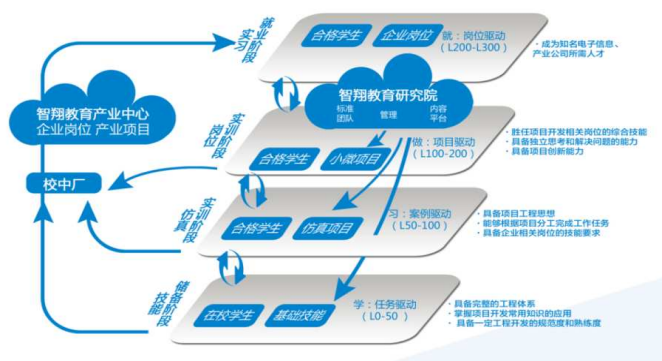 就业阶段
实习
合格学生
企业岗位
就：岗位驱动
（L200-L300）
· 成为知名电子信息、
产业公司所需人才
智翔教育产业中心
企业岗位 产业项目
智翔教育研究院
标准
团队
管理
内容
平台
实训阶段
岗位
合格学生
小微项目
做：项目驱动
（L100-200）
· 胜任项目开发相关岗位的综合技能
· 具备独立思考和解决问题的能力
· 具备项目创新能力
校中厂
实训阶段
仿真
合格学生
仿真项目
习：案例驱动
（L50-100）
· 具备项目工程思想
· 能够根据项目分工完成工作任务
· 具备企业相关岗位的技能要求
储备阶段
技能
在校学生
基础技能
学：任务驱动
（L0-50 ）
· 具备完整的工程体系
· 掌握项目开发常用知识的应用
· 具备一定工程开发的规范度和熟练度